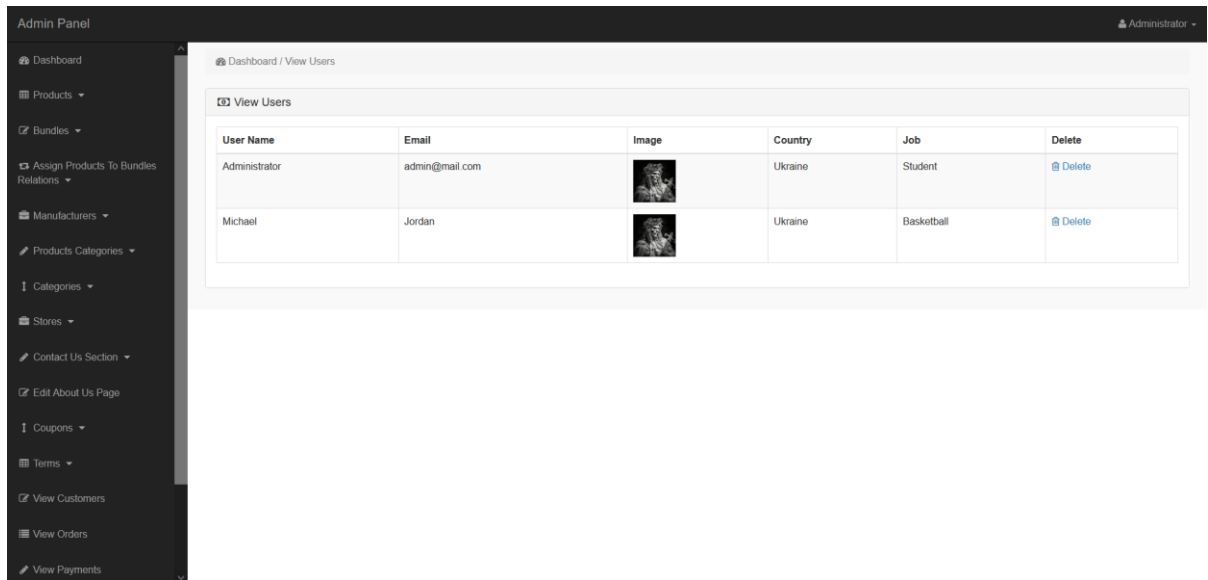 Admin Panel
Administrator
Dashboard
Products
Bundles
Assign Products To Bundles
Relations
Manufacturers
Products Categories
Categories
Stores
Contact Us Section
Edit About Us Page
Coupons
Terms
View Customers
View Orders
View Payments
Dashboard / View Users
View Users
User Name Email Image Country Job Delete
Administrator admin@mail.com Ukraine Student Delete
Michael Jordan Ukraine Basketball Delete